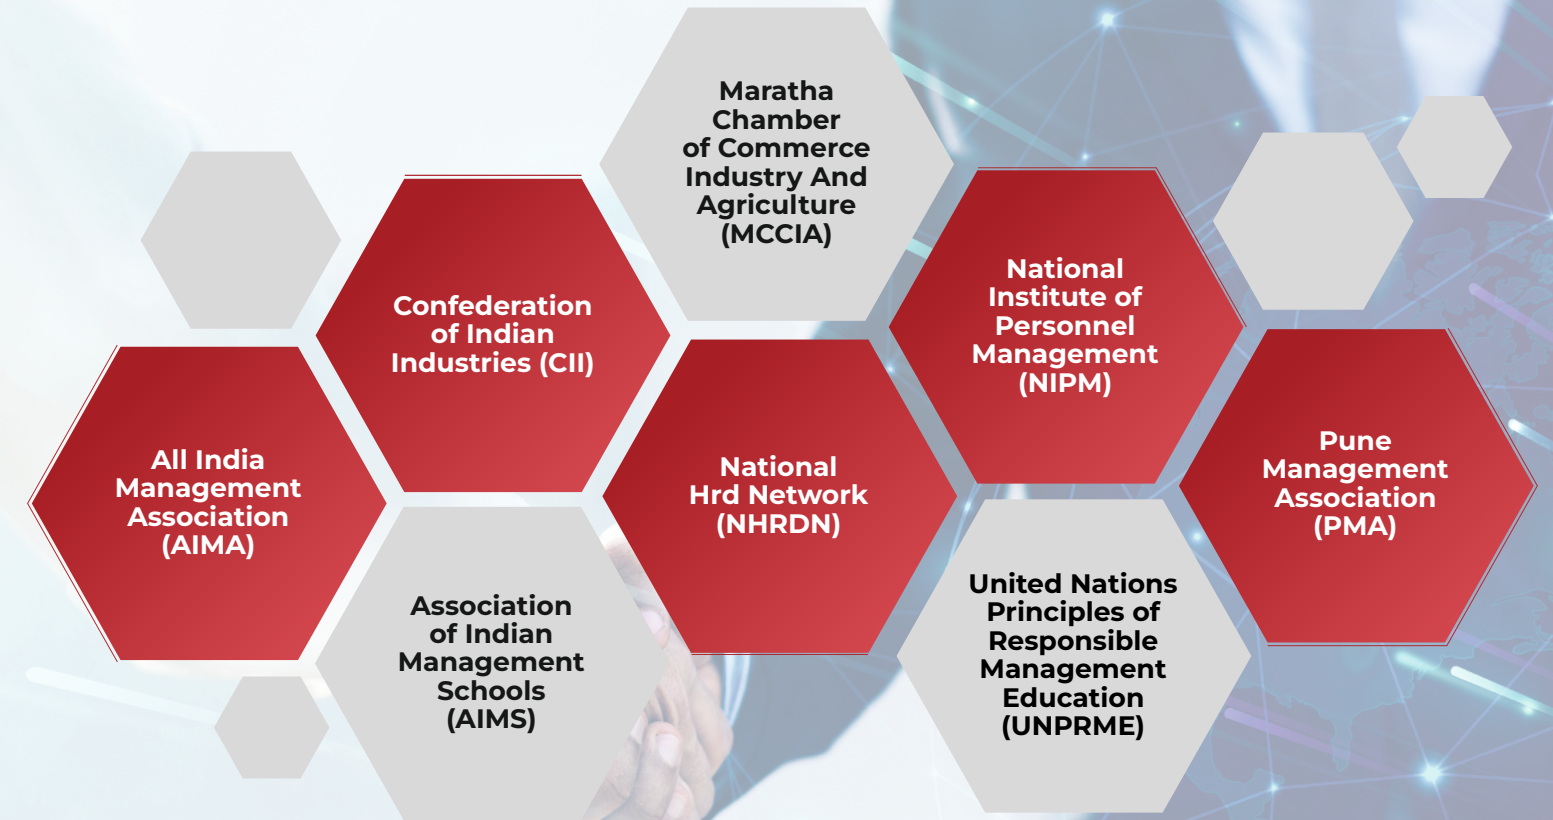 Maratha
Chamber
of Commerce
Industry And
Agriculture
(MCCIA)
Confederation
of Indian
Industries (CII)
National
Institute of
Personnel
Management
(NIPM)
All India
Management
Association
(AIMA)
National
Hrd Network
(NHRDN)
Pune
Management
Association
(PMA)
Association
of Indian
Management
Schools
(AIMS)
United Nations
Principles of
Responsible
Management
Education
(UNPRME)